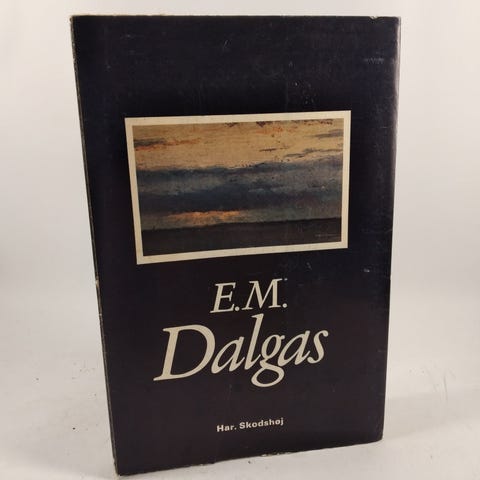 E.M.
Dalgas
Har. Skodshøj